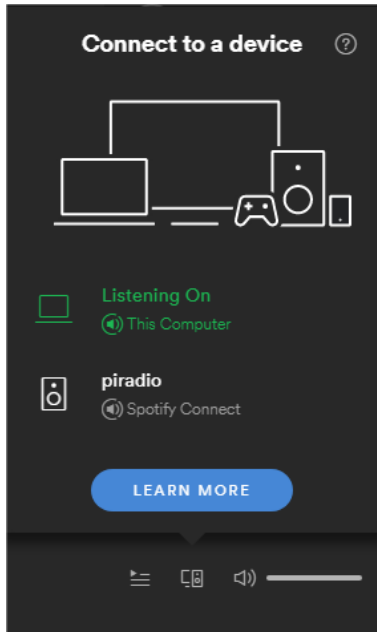 Connect to a device
?
Listening On
This Computer
piradio
Spotify Connect
LEARN MORE